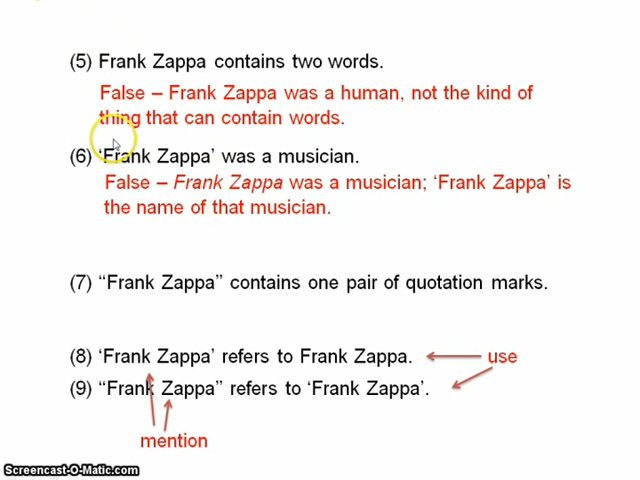 (5) Frank Zappa contains two words.
False – Frank Zappa was a human, not the kind of
thing that can contain words.
(6) ‘Frank Zappa’ was a musician.
False – Frank Zappa was a musician; ‘Frank Zappa’ is
the name of that musician.
(7) “Frank Zappa” contains one pair of quotation marks.
(8) ‘Frank Zappa’ refers to Frank Zappa. use
(9) “Frank Zappa” refers to ‘Frank Zappa’.
mention
Screencast-O-Matic.com